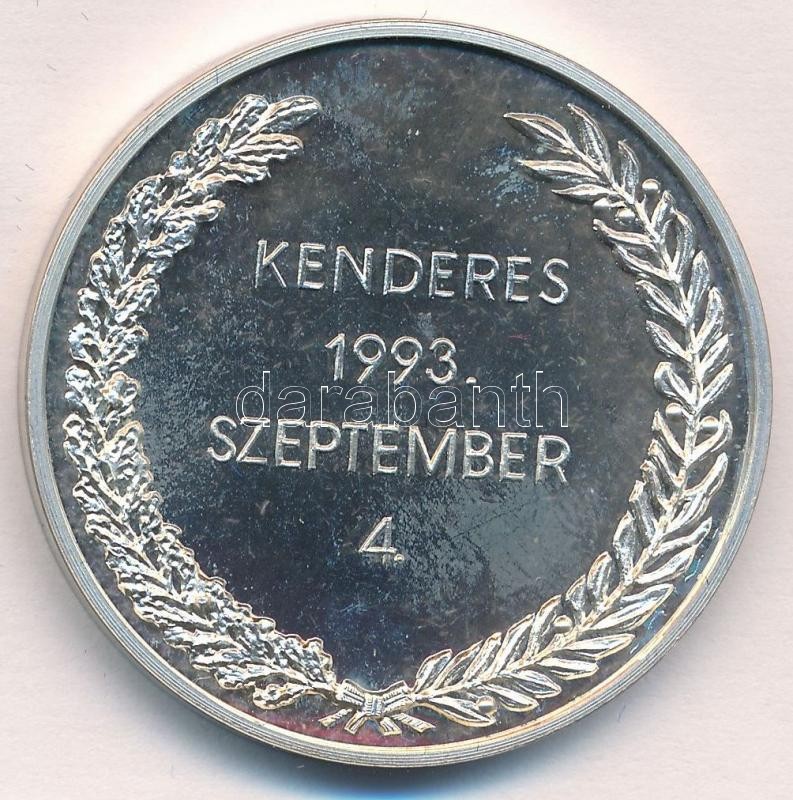 KENDERES
1993.
darabanth
SZEPTEMBER
4.